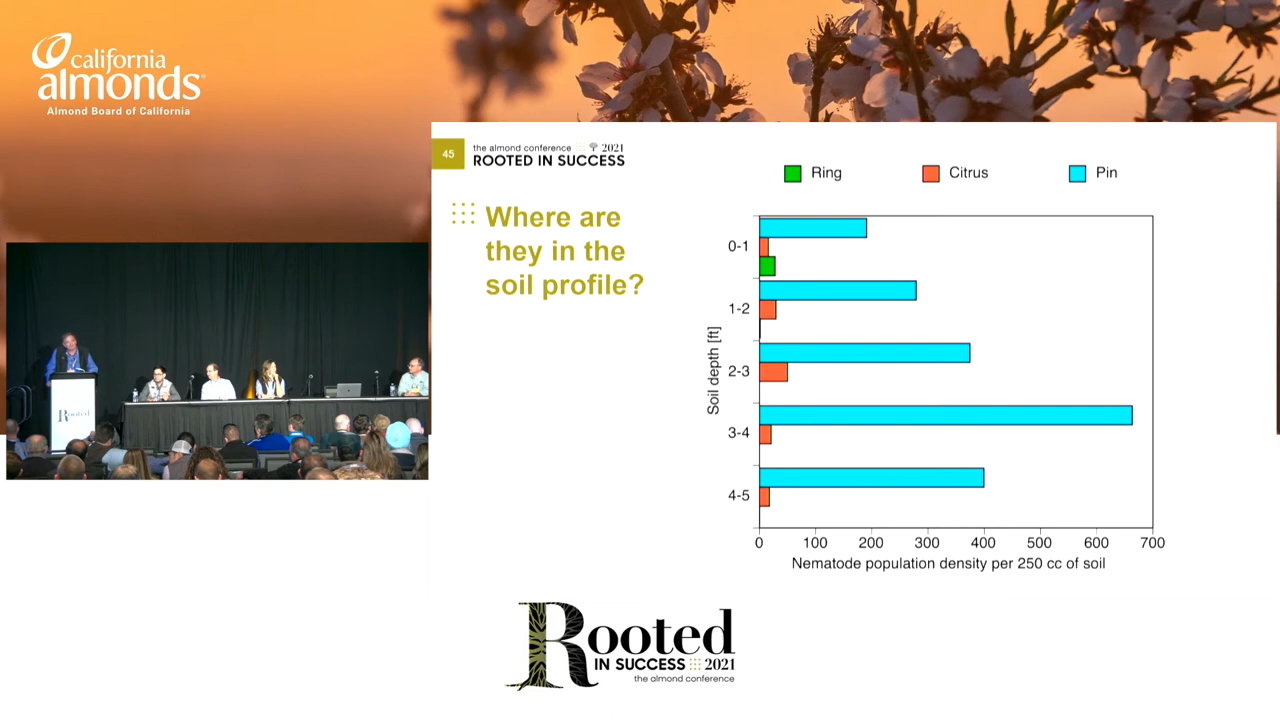 california
almonds
Almond Board of California
45
the almond conference 2021
ROOTED IN SUCCESS
Where are
they in the
soil profile?
Ring
Citrus
Pin
Soil depth [ft]
0-1
1-2
2-3
3-4
4-5
0 100 200 300 400 500 600 700
Nematode population density per 250 cc of soil
Rooted
Rooted
IN SUCCESS 2021
the almond conference